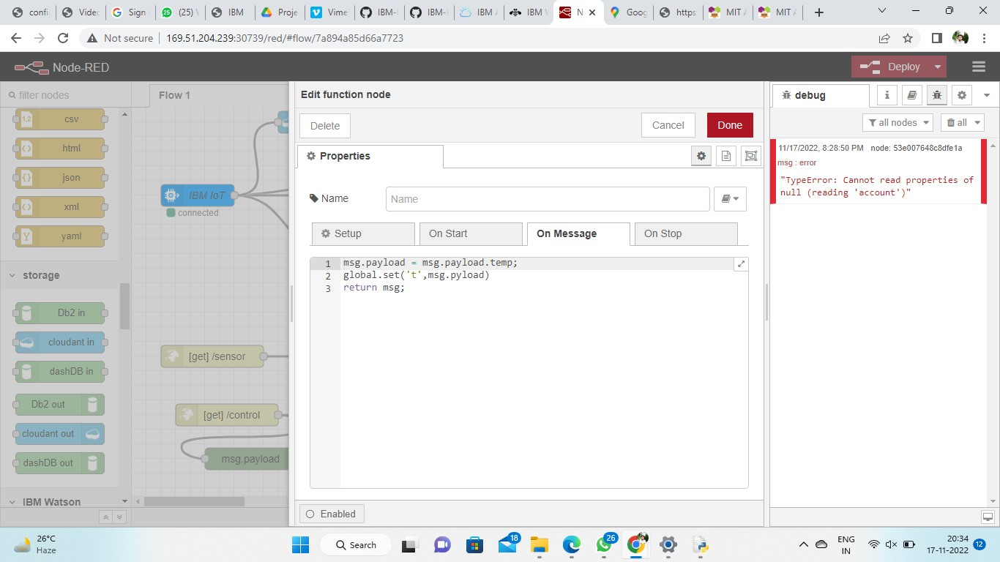 confi
Videc
Sign
(25) \
IBM
Proje
Vime
IBM-
IBM-
IBM A
IBM V
N
Goog
https
MIT A
MIT A
Not secure
169.51.204.239:30739/red/#flow/7a894a85d66a7723
Node-RED
Deploy
filter nodes
Flow 1
Edit function node
debug
i
csv
Delete
Cancel
Done
all nodes
all
html
Properties
11/17/2022, 8:28:50 PM node: 53e007648c8dfe1a
msg : error
json
"TypeError: Cannot read properties of
null (reading 'account')"
IBM IoT
Name
Name
xml
connected
yaml
Setup
On Start
On Message
On Stop
1 msg.payload = msg.payload.temp;
2 global.set('t',msg.pyload)
3 return msg;
storage
Db2 in
cloudant in
[get] /sensor
dashDB in
Db2 out
[get] /control
cloudant out
msg.payload
dashDB out
IBM Watson
Enabled
26°C
Haze
Search
18
26
ENG
IN
20:34
17-11-2022
12